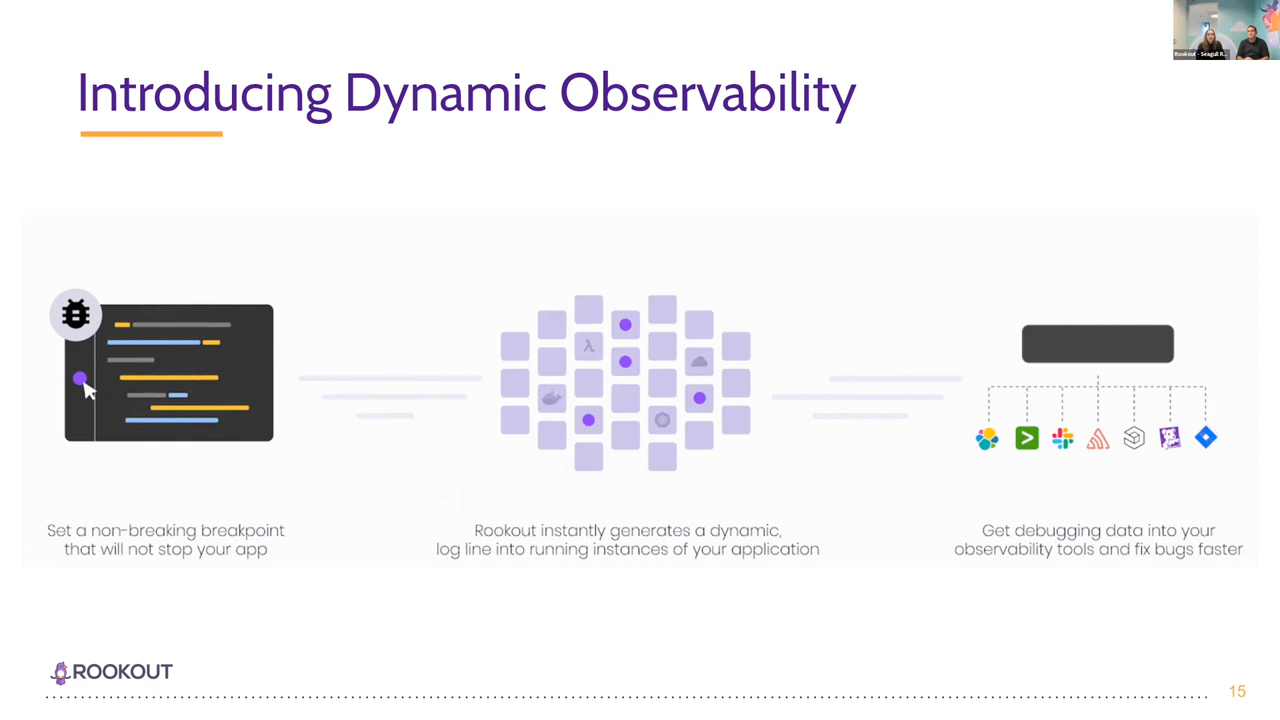 Rookout - Seagull R...
Introducing Dynamic Observability
Set a non-breaking breakpoint
that will not stop your app
Rookout instantly generates a dynamic,
log line into running instances of your application
Get debugging data into your
observability tools and fix bugs faster
ROOKOUT
15